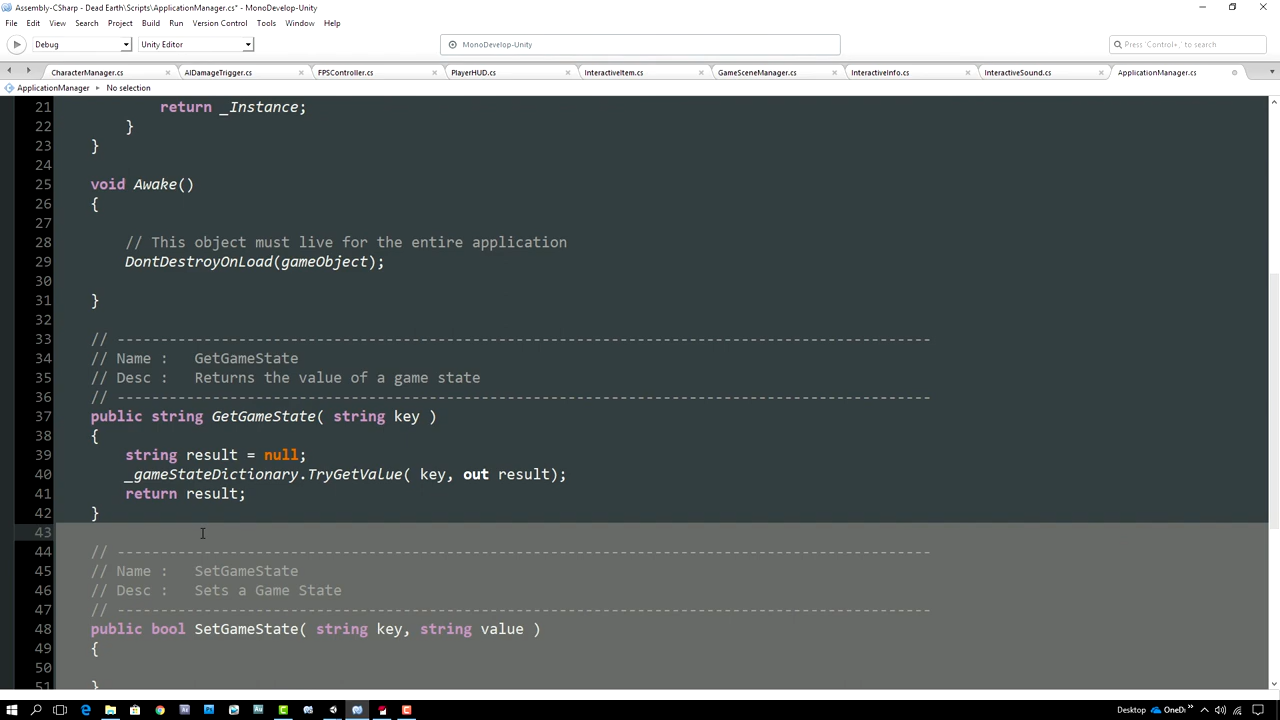 Assembly-CSharp - Dead Earth\Scripts\ApplicationManager.cs* - MonoDevelop-Unity
File Edit View Search Project Build Run Version Control Tools Window Help
Debug Unity Editor MonoDevelop-Unity Press 'Control+,' to search
CharacterManager.cs AIDamageTrigger.cs FPSController.cs PlayerHUD.cs InteractiveItem.cs GameSceneManager.cs InteractiveInfo.cs InteractiveSound.cs ApplicationManager.cs
ApplicationManager No selection
21 return _Instance;
22 }
23 }
24
25 void Awake()
26 {
27
28 // This object must live for the entire application
29 DontDestroyOnLoad(gameObject);
30
31 }
32
33 // ----------------------------------------------------------------------------------------------
34 // Name : GetGameState
35 // Desc : Returns the value of a game state
36 // ----------------------------------------------------------------------------------------------
37 public string GetGameState( string key )
38 {
39 string result = null;
40 _gameStateDictionary.TryGetValue( key, out result);
41 return result;
42 }
43
44 // ----------------------------------------------------------------------------------------------
45 // Name : SetGameState
46 // Desc : Sets a Game State
47 // ----------------------------------------------------------------------------------------------
48 public bool SetGameState( string key, string value )
49 {
50
51 }
Desktop OneDr